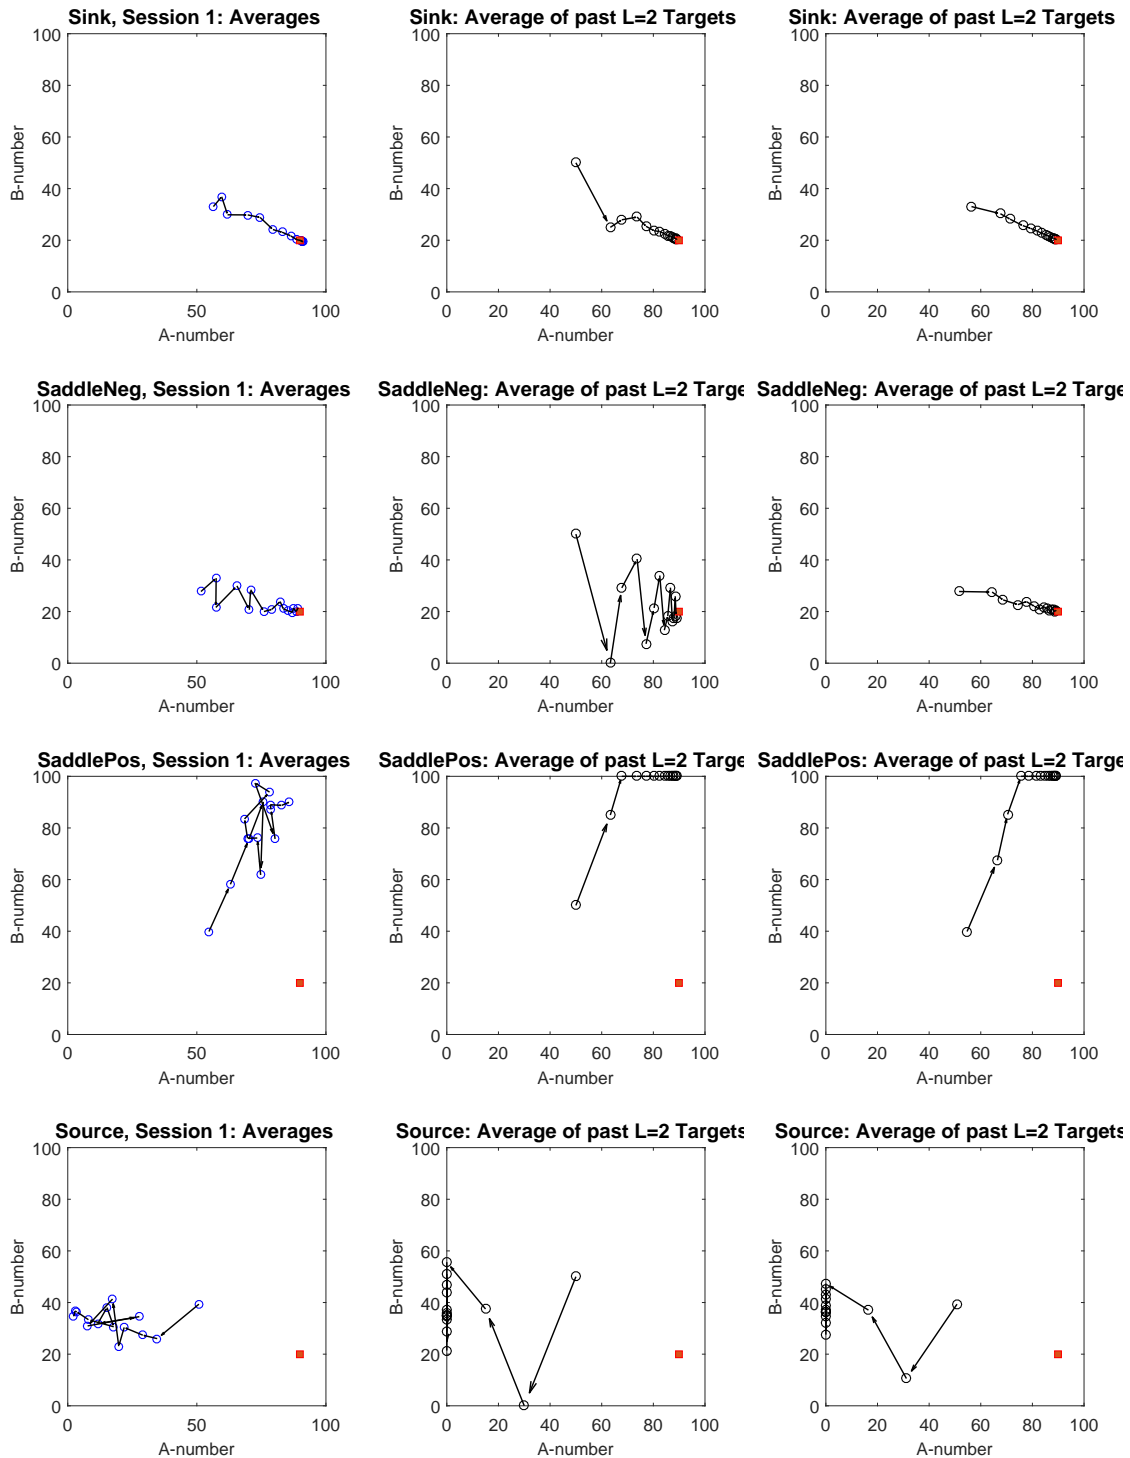 Sink, Session 1: Averages
100
80
60
40
20
0
B-number
0 50 100
A-number
Sink: Average of past L=2 Targets
100
80
60
40
20
0
B-number
0 20 40 60 80 100
A-number
Sink: Average of past L=2 Targets
100
80
60
40
20
0
B-number
0 20 40 60 80 100
A-number
SaddleNeg, Session 1: Averages
100
80
60
40
20
0
B-number
0 50 100
A-number
SaddleNeg: Average of past L=2 Targe
100
80
60
40
20
0
B-number
0 20 40 60 80 100
A-number
SaddleNeg: Average of past L=2 Targe
100
80
60
40
20
0
B-number
0 20 40 60 80 100
A-number
SaddlePos, Session 1: Averages
100
80
60
40
20
0
B-number
0 50 100
A-number
SaddlePos: Average of past L=2 Targe
100
80
60
40
20
0
B-number
0 20 40 60 80 100
A-number
SaddlePos: Average of past L=2 Targe
100
80
60
40
20
0
B-number
0 20 40 60 80 100
A-number
Source, Session 1: Averages
100
80
60
40
20
0
B-number
0 50 100
A-number
Source: Average of past L=2 Targets
100
80
60
40
20
0
B-number
0 20 40 60 80 100
A-number
Source: Average of past L=2 Targets
100
80
60
40
20
0
B-number
0 20 40 60 80 100
A-number